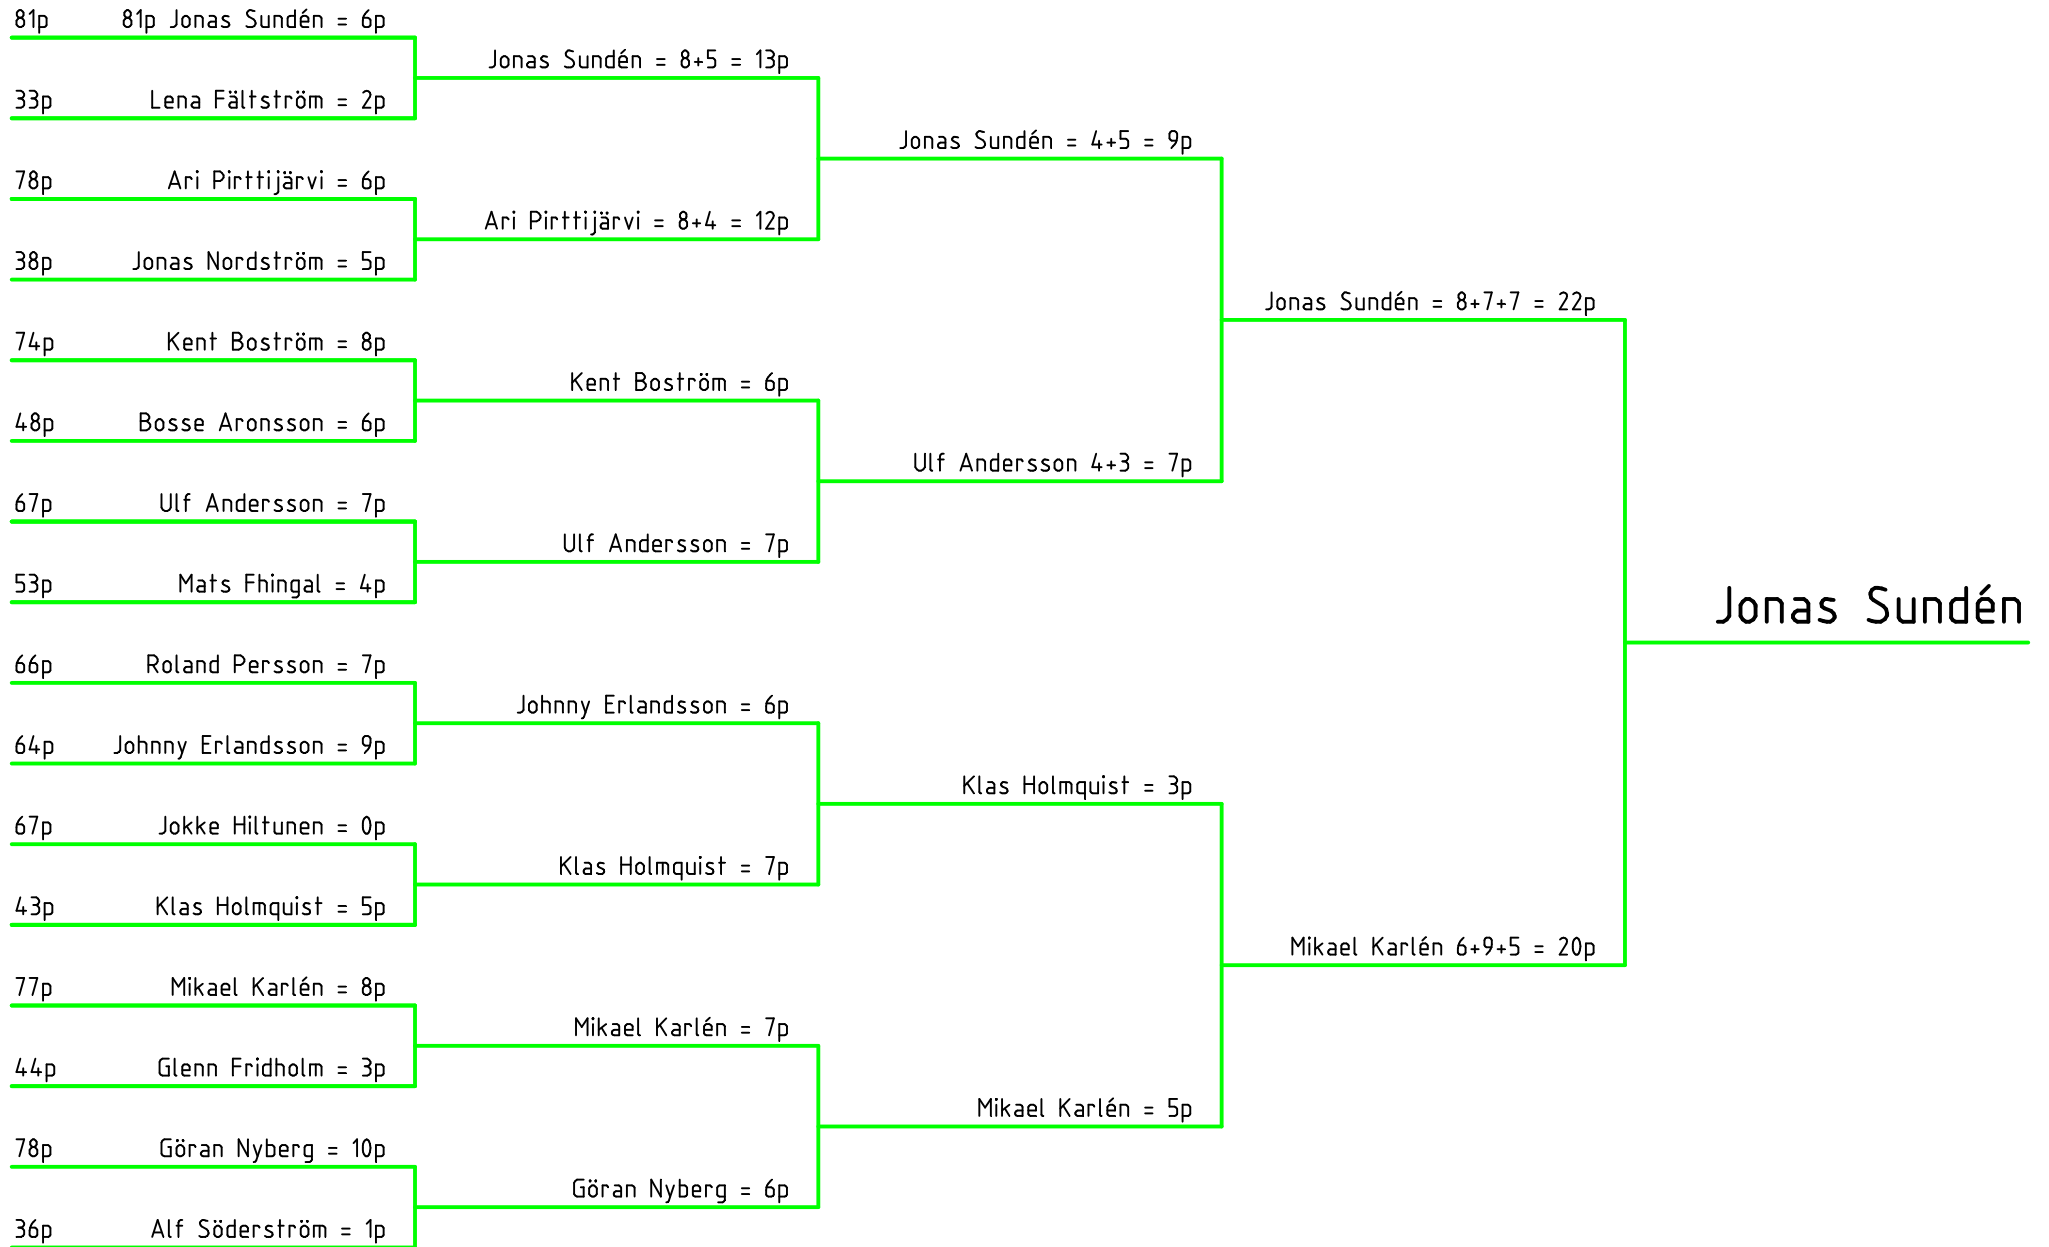 81p 81p Jonas Sundén = 6p
Jonas Sundén = 8+5 = 13p
33p Lena Fältström = 2p
Jonas Sundén = 4+5 = 9p
78p Ari Pirttijärvi = 6p
Ari Pirttijärvi = 8+4 = 12p
38p Jonas Nordström = 5p
Jonas Sundén = 8+7+7 = 22p
74p Kent Boström = 8p
Kent Boström = 6p
48p Bosse Aronsson = 6p
Ulf Andersson 4+3 = 7p
67p Ulf Andersson = 7p
Ulf Andersson = 7p
53p Mats Fhingal = 4p
Jonas Sundén
66p Roland Persson = 7p
Johnny Erlandsson = 6p
64p Johnny Erlandsson = 9p
Klas Holmquist = 3p
67p Jokke Hiltunen = 0p
Klas Holmquist = 7p
43p Klas Holmquist = 5p
Mikael Karlén 6+9+5 = 20p
77p Mikael Karlén = 8p
Mikael Karlén = 7p
44p Glenn Fridholm = 3p
Mikael Karlén = 5p
78p Göran Nyberg = 10p
Göran Nyberg = 6p
36p Alf Söderström = 1p